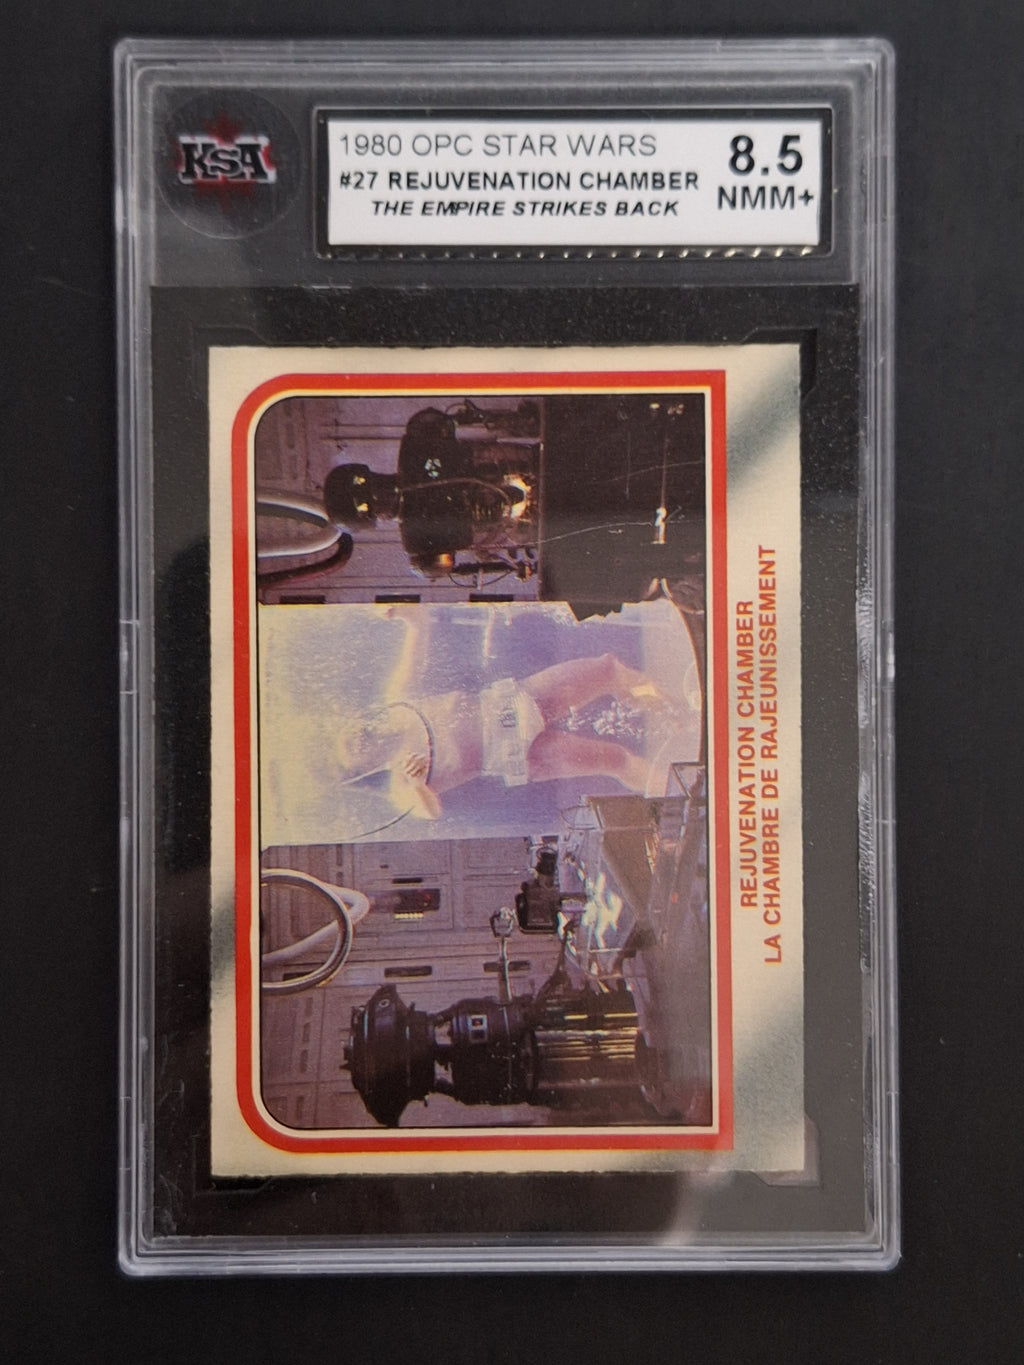 KSA
1980 OPC STAR WARS
#27 REJUVENATION CHAMBER
THE EMPIRE STRIKES BACK
8.5
NMM+
REJUVENATION CHAMBER
LA CHAMBRE DE RAJEUNISSEMENT